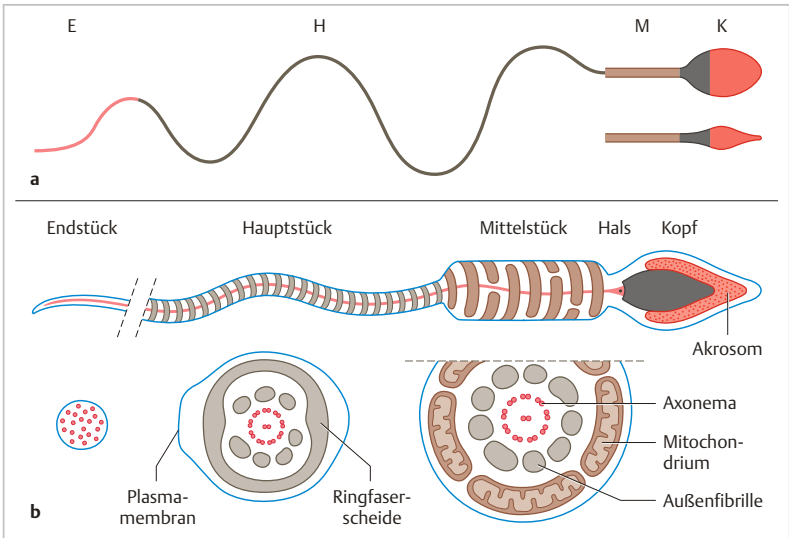 E H M K
a
Endstück Hauptstück Mittelstück Hals Kopf
Akrosom
Axonema
Mitochon-
drium
Außenfibrille
Plasma-
membran
Ringfaser-
scheide
b